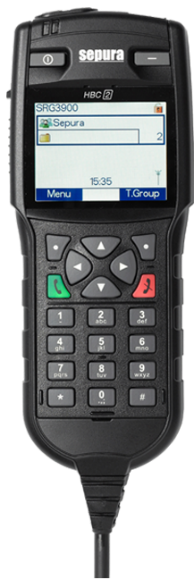 sepura
HBC 2
SRG3900
Sepura
2
15:35
Menu T.Group
1 2 abc 3 def
4 ghi 5 jkl 6 mno
7 pqrs 8 tuv 9 wxyz
* 0 #